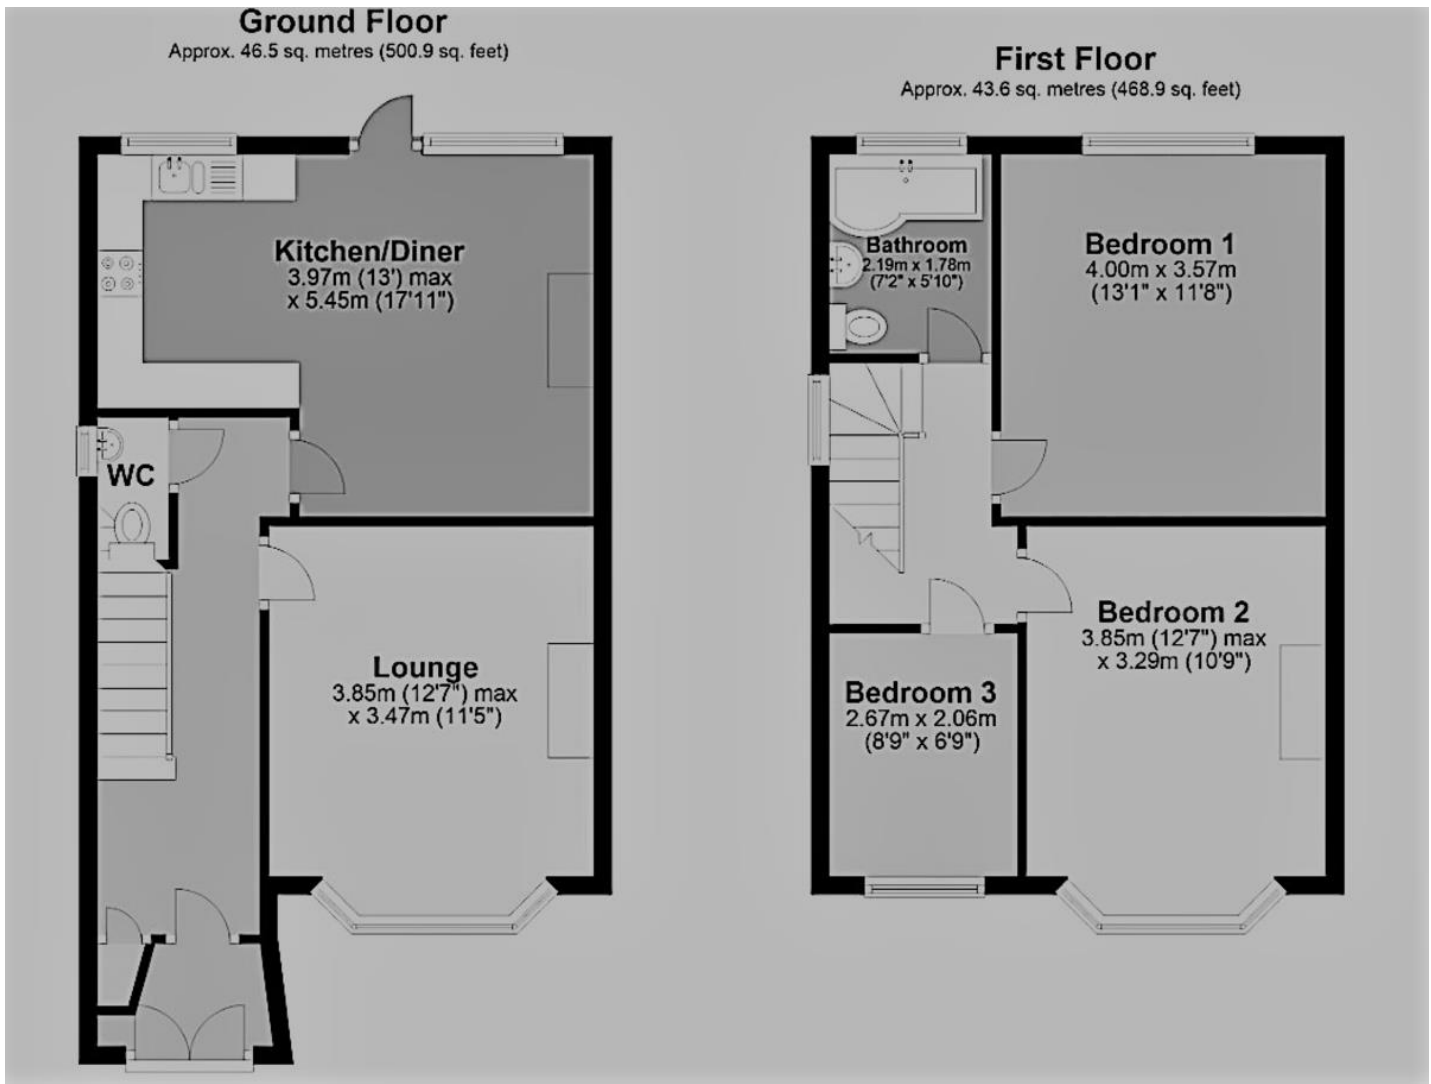 Ground Floor
Approx. 46.5 sq. metres (500.9 sq. feet)
Kitchen/Diner
3.97m (13') max
x 5.45m (17'11")
WC
Lounge
3.85m (12'7") max
x 3.47m (11'5")
First Floor
Approx. 43.6 sq. metres (468.9 sq. feet)
Bathroom
2.19m x 1.78m
(7'2" x 5'10")
Bedroom 1
4.00m x 3.57m
(13'1" x 11'8")
Bedroom 2
3.85m (12'7") max
x 3.29m (10'9")
Bedroom 3
2.67m x 2.06m
(8'9" x 6'9")